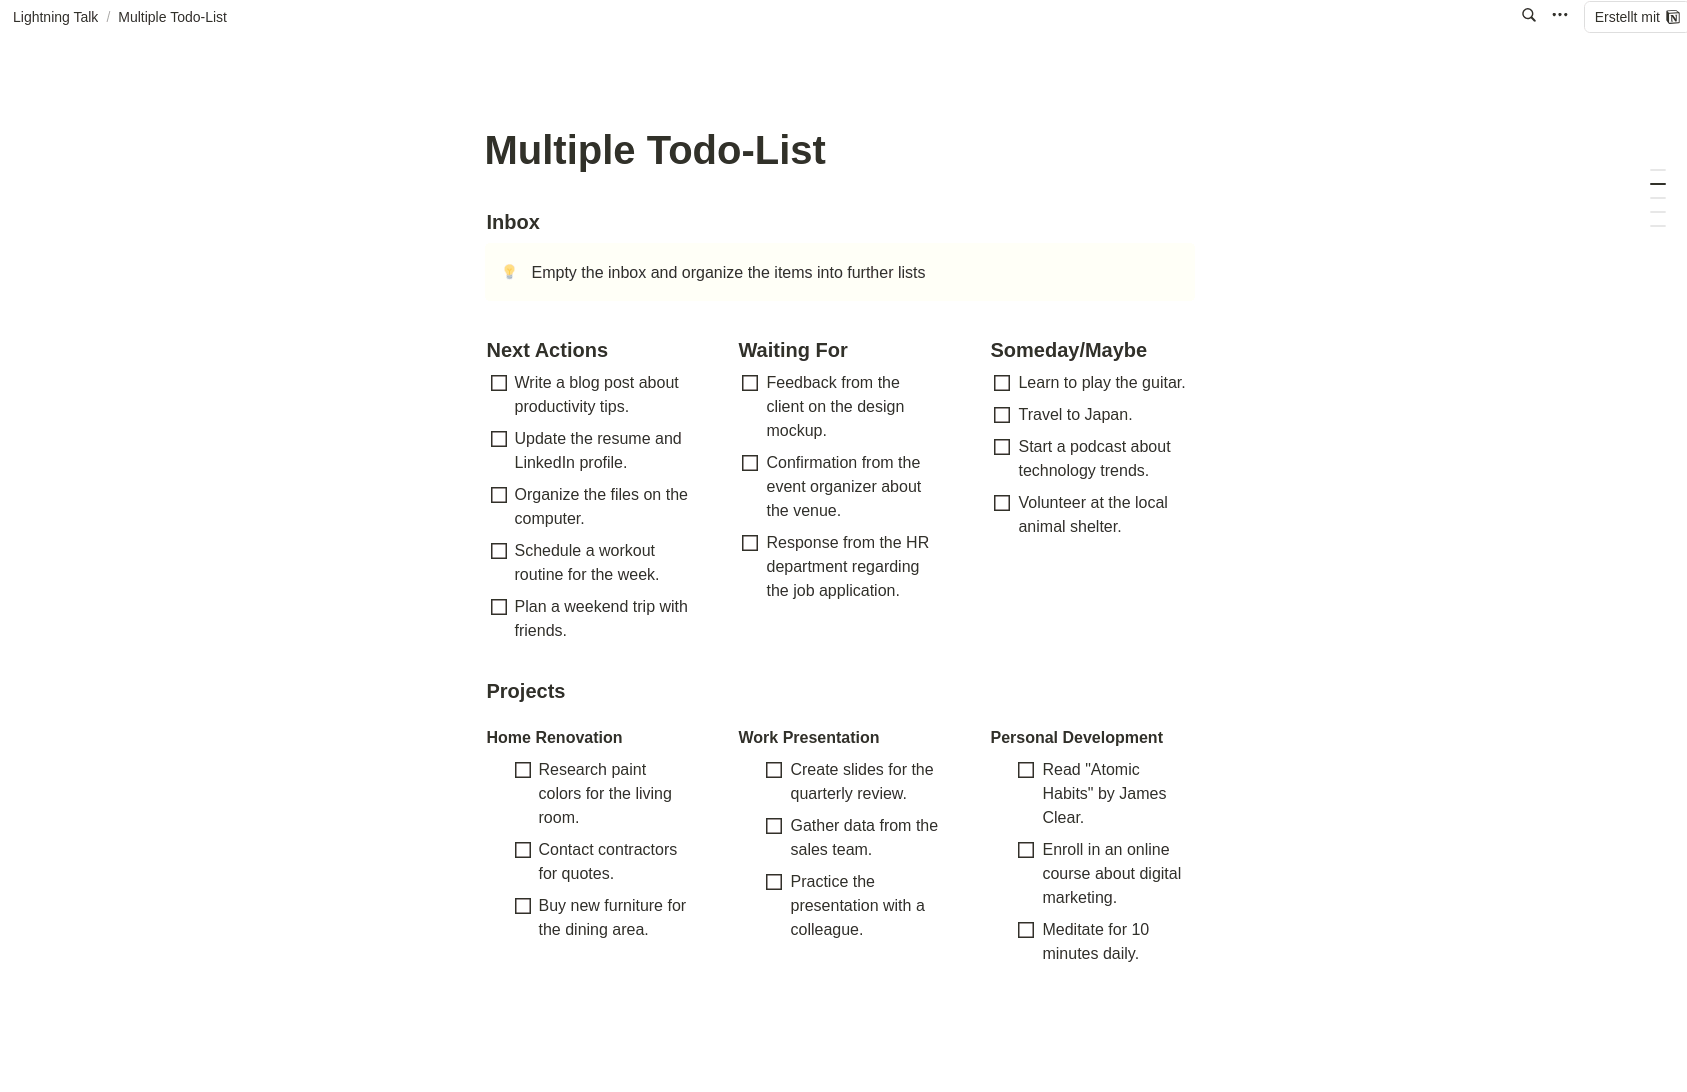 Lightning Talk / Multiple Todo-List
Erstellt mit
Multiple Todo-List
Inbox
Empty the inbox and organize the items into further lists
Next Actions
Write a blog post about
productivity tips.
Update the resume and
LinkedIn profile.
Organize the files on the
computer.
Schedule a workout
routine for the week.
Plan a weekend trip with
friends.
Waiting For
Feedback from the
client on the design
mockup.
Confirmation from the
event organizer about
the venue.
Response from the HR
department regarding
the job application.
Someday/Maybe
Learn to play the guitar.
Travel to Japan.
Start a podcast about
technology trends.
Volunteer at the local
animal shelter.
Projects
Home Renovation
Research paint
colors for the living
room.
Contact contractors
for quotes.
Buy new furniture for
the dining area.
Work Presentation
Create slides for the
quarterly review.
Gather data from the
sales team.
Practice the
presentation with a
colleague.
Personal Development
Read "Atomic
Habits" by James
Clear.
Enroll in an online
course about digital
marketing.
Meditate for 10
minutes daily.